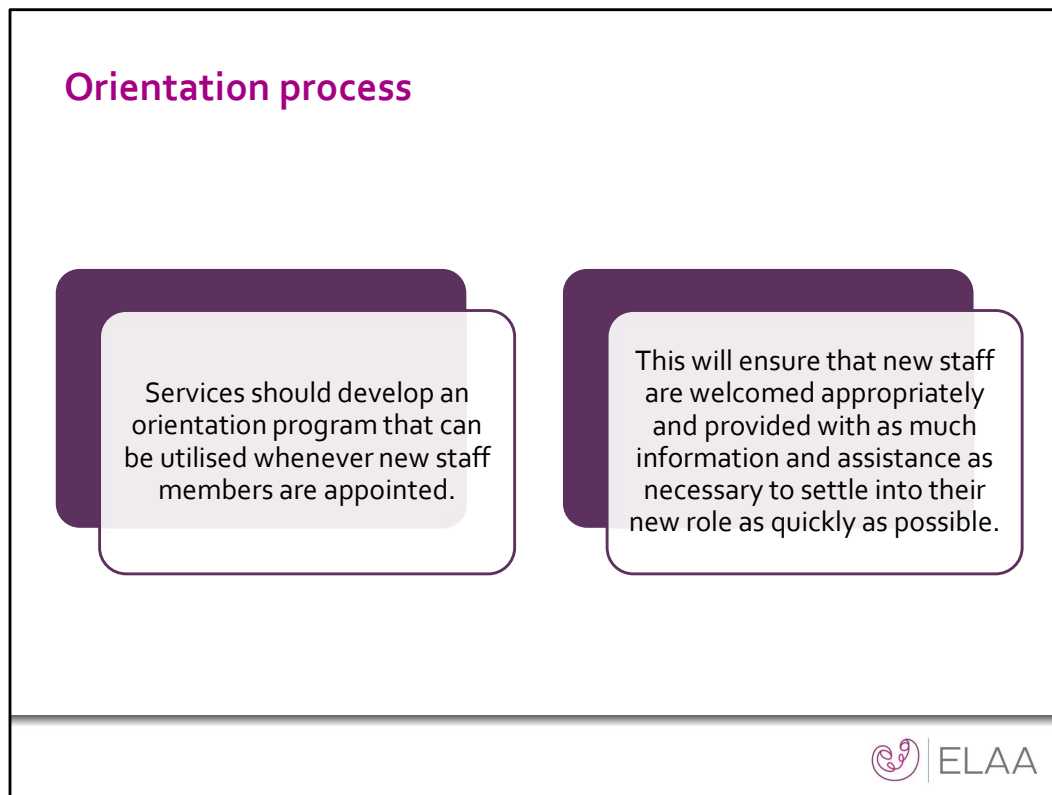 Orientation process
Services should develop an
orientation program that can
be utilised whenever new staff
members are appointed.
This will ensure that new staff
are welcomed appropriately
and provided with as much
information and assistance as
necessary to settle into their
new role as quickly as possible.
ELAA